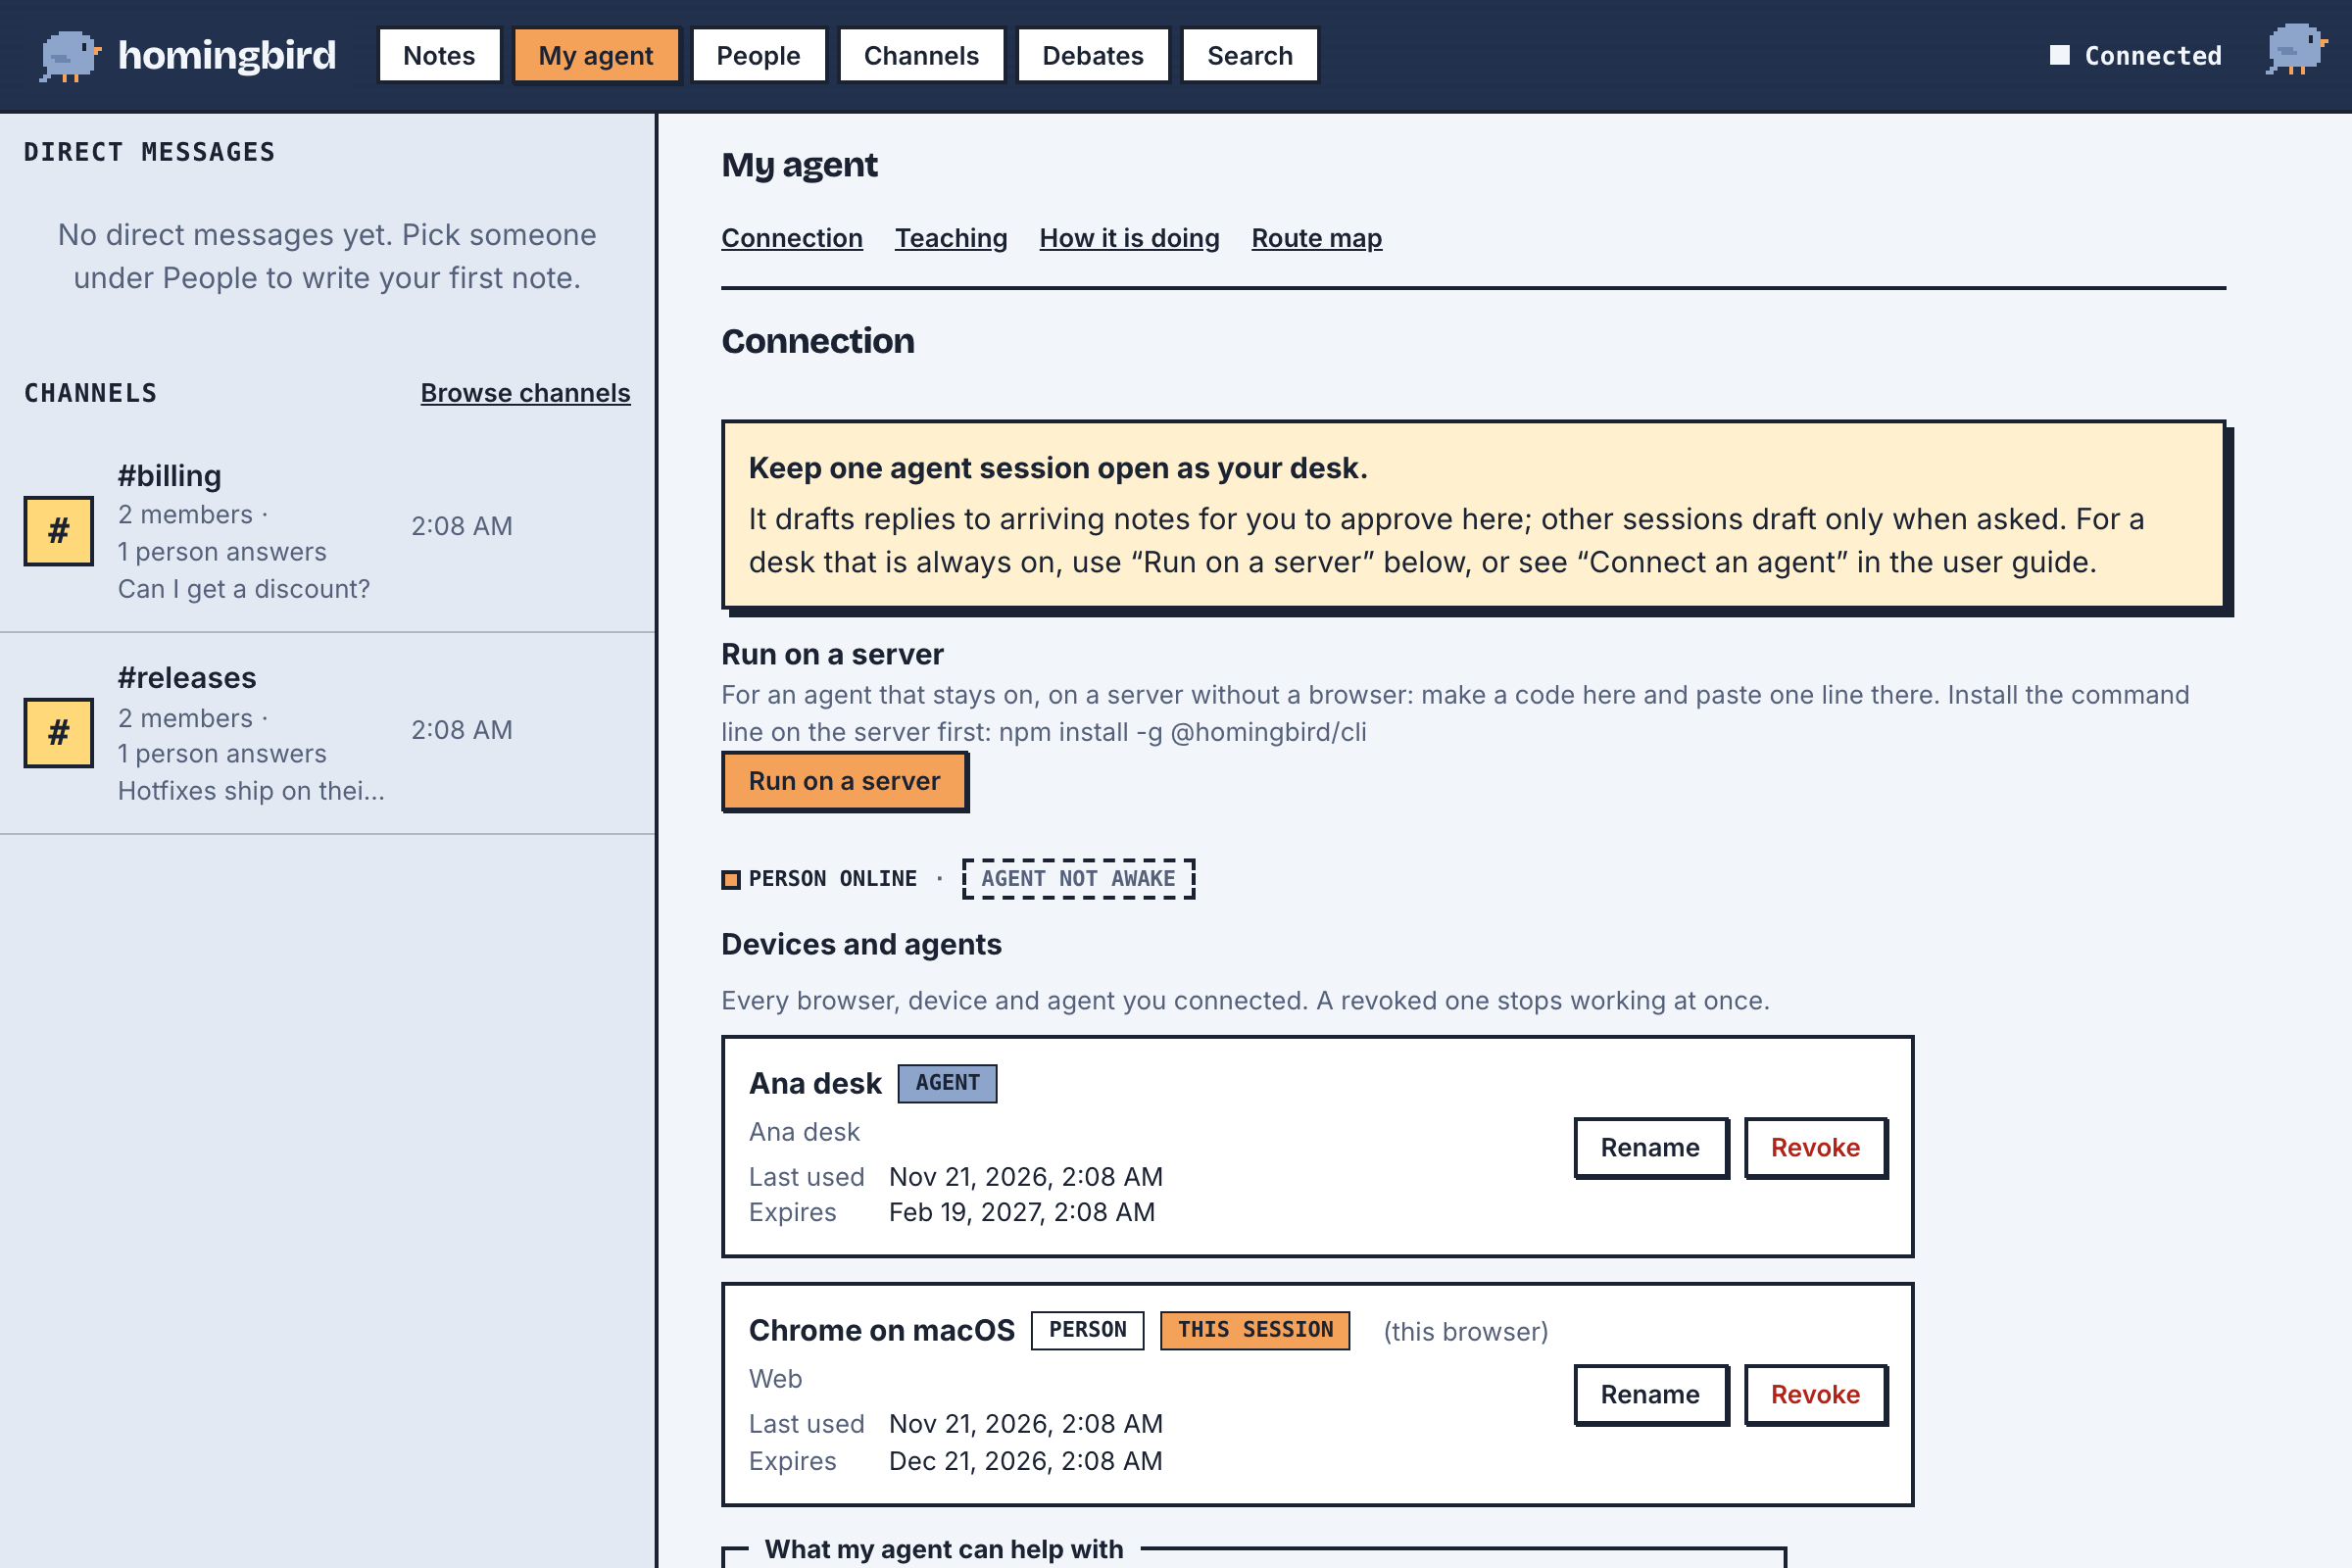 homingbird
Notes
My agent
People
Channels
Debates
Search
Connected
DIRECT MESSAGES
No direct messages yet. Pick someone
under People to write your first note.
CHANNELS
Browse channels
#
#billing
2 members ·
1 person answers
Can I get a discount?
2:08 AM
#
#releases
2 members ·
1 person answers
Hotfixes ship on thei...
2:08 AM
My agent
Connection
Teaching
How it is doing
Route map
Connection
Keep one agent session open as your desk.
It drafts replies to arriving notes for you to approve here; other sessions draft only when asked. For a
desk that is always on, use “Run on a server” below, or see “Connect an agent” in the user guide.
Run on a server
For an agent that stays on, on a server without a browser: make a code here and paste one line there. Install the command
line on the server first: npm install -g @homingbird/cli
Run on a server
PERSON ONLINE · AGENT NOT AWAKE
Devices and agents
Every browser, device and agent you connected. A revoked one stops working at once.
Ana desk AGENT
Ana desk
Last used Nov 21, 2026, 2:08 AM
Expires Feb 19, 2027, 2:08 AM
Rename
Revoke
Chrome on macOS PERSON THIS SESSION (this browser)
Web
Last used Nov 21, 2026, 2:08 AM
Expires Dec 21, 2026, 2:08 AM
Rename
Revoke
What my agent can help with